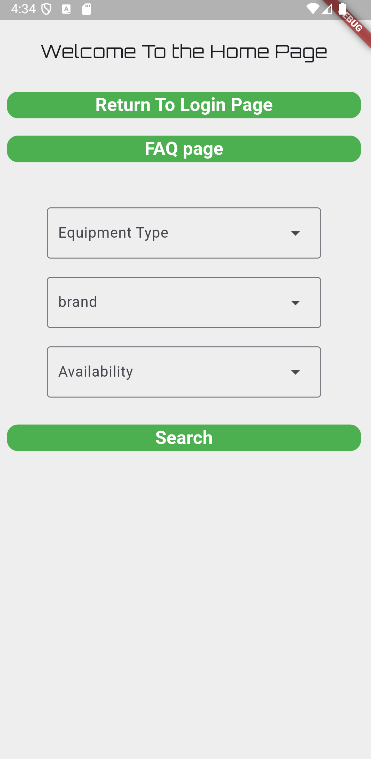 4:34
DEBUG
Welcome To the Home Page
Return To Login Page
FAQ page
Equipment Type
brand
Availability
Search